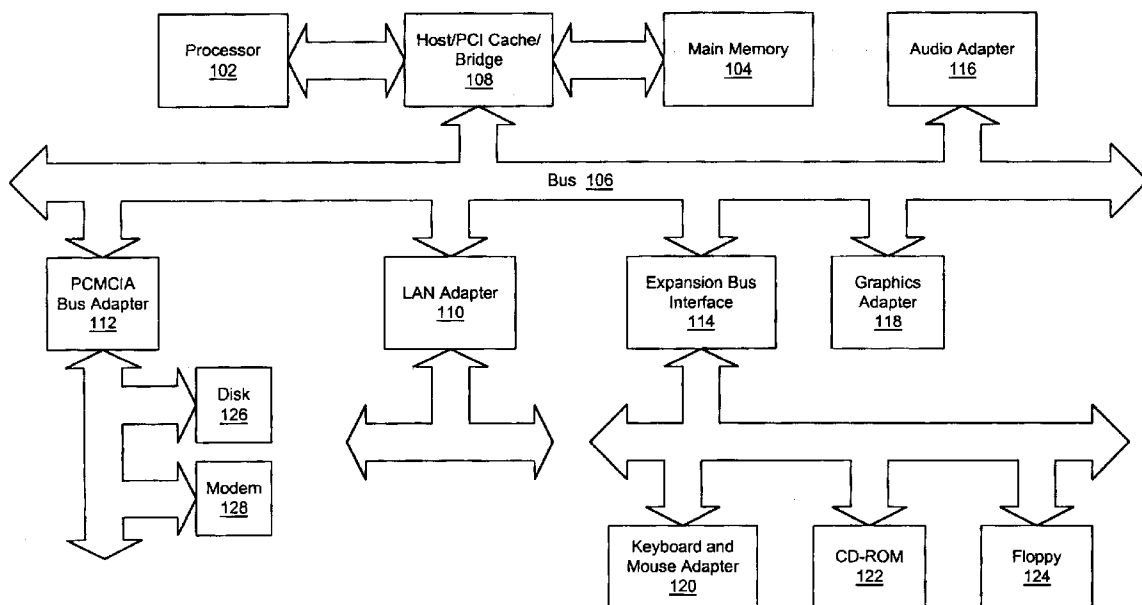 Processor
102
Host/PCI Cache/
Bridge
108
Main Memory
104
Audio Adapter
116
Bus 106
PCMCIA
Bus Adapter
112
LAN Adapter
110
Expansion Bus
Interface
114
Graphics
Adapter
118
Disk
126
Modem
128
Keyboard and
Mouse Adapter
120
CD-ROM
122
Floppy
124